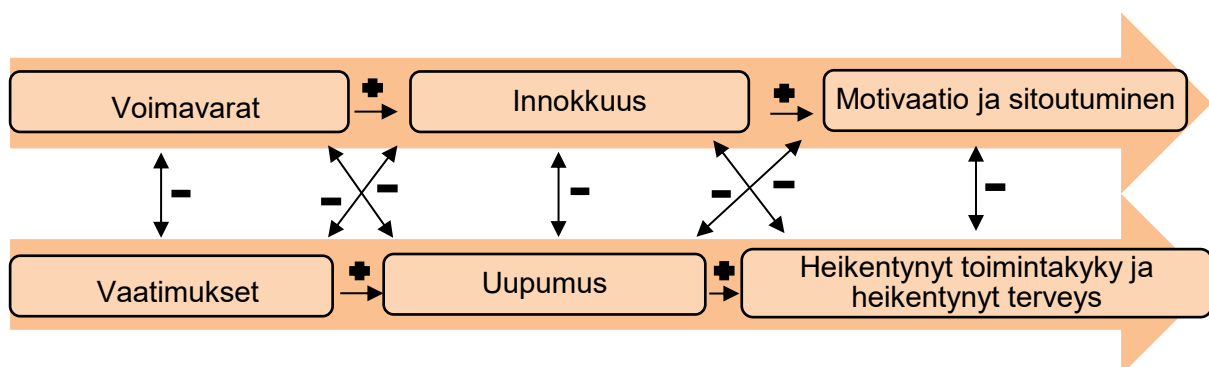 Voimavarat
Innokkuus
Motivaatio ja sitoutuminen
Vaatimukset
Uupumus
Heikentynyt toimintakyky ja
heikentynyt terveys